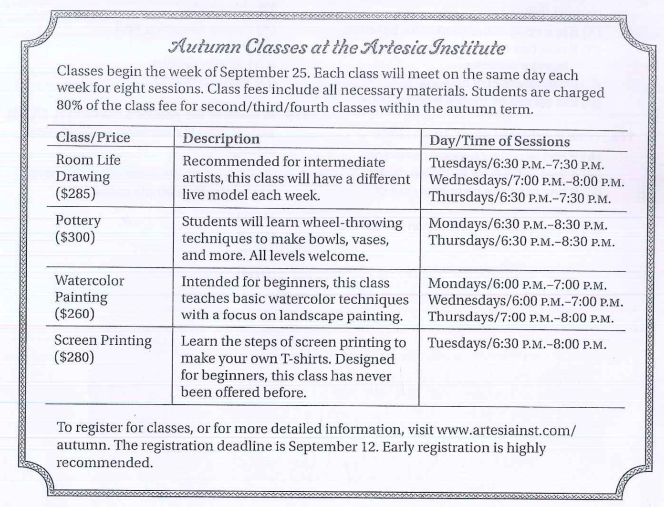 Autumn Classes at the Artesia Institute
Classes begin the week of September 25. Each class will meet on the same day each
week for eight sessions. Class fees include all necessary materials. Students are charged
80% of the class fee for second/third/fourth classes within the autumn term.
Class/Price Description Day/Time of Sessions
Room Life
Drawing
($285)
Recommended for intermediate
artists, this class will have a different
live model each week.
Tuesdays/6:30 P.M.–7:30 P.M.
Wednesdays/7:00 P.M.–8:00 P.M.
Thursdays/6:30 P.M.–7:30 P.M.
Pottery
($300)
Students will learn wheel-throwing
techniques to make bowls, vases,
and more. All levels welcome.
Mondays/6:30 P.M.–8:30 P.M.
Thursdays/6:30 P.M.–8:30 P.M.
Watercolor
Painting
($260)
Intended for beginners, this class
teaches basic watercolor techniques
with a focus on landscape painting.
Mondays/6:00 P.M.–7:00 P.M.
Wednesdays/6:00 P.M.–7:00 P.M.
Thursdays/7:00 P.M.–8:00 P.M.
Screen Printing
($280)
Learn the steps of screen printing to
make your own T-shirts. Designed
for beginners, this class has never
been offered before.
Tuesdays/6:30 P.M.–8:00 P.M.
To register for classes, or for more detailed information, visit www.artesiainst.com/
autumn. The registration deadline is September 12. Early registration is highly
recommended.